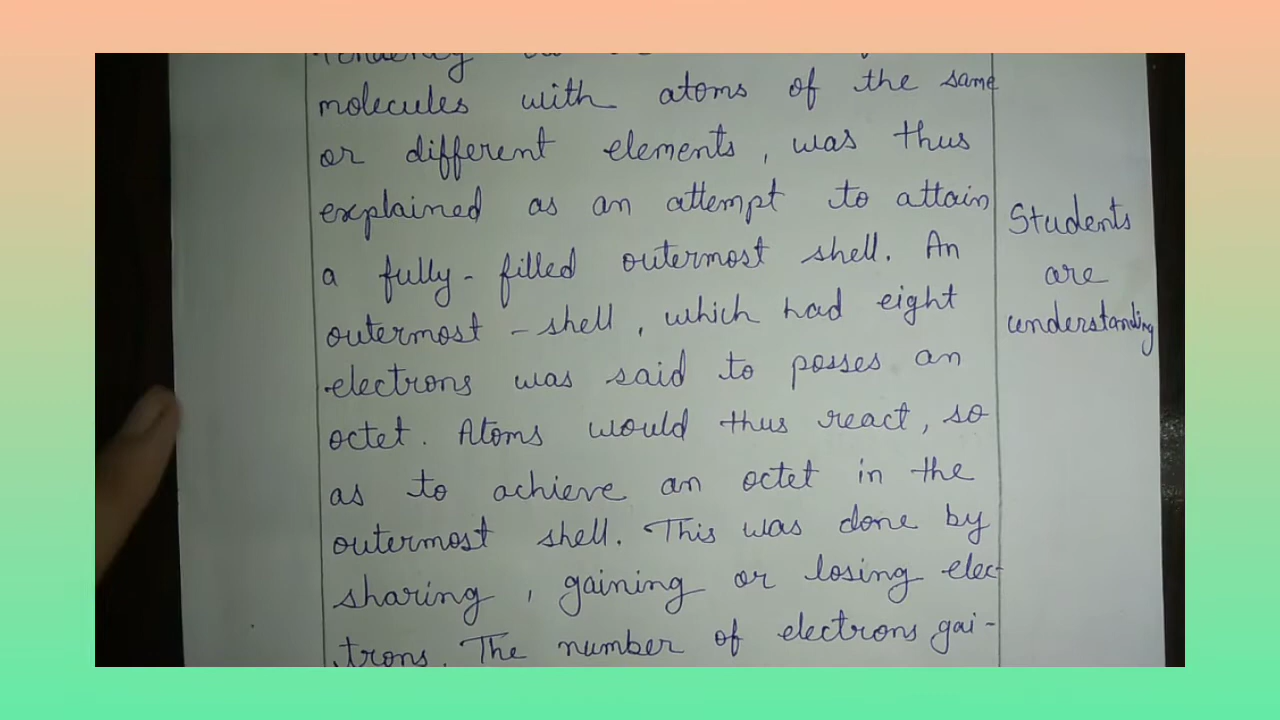 Tendency
molecules with atoms of the same
or different elements, was thus
explained as an attempt to attain
a fully-filled outermost shell. An
outermost - shell, which had eight
electrons was said to posses an
octet. Atoms would thus react, so
as to achieve an octet in the
outermost shell. This was done by
sharing, gaining or losing elec-
trons. The number of electrons gai-
Students
are
understanding